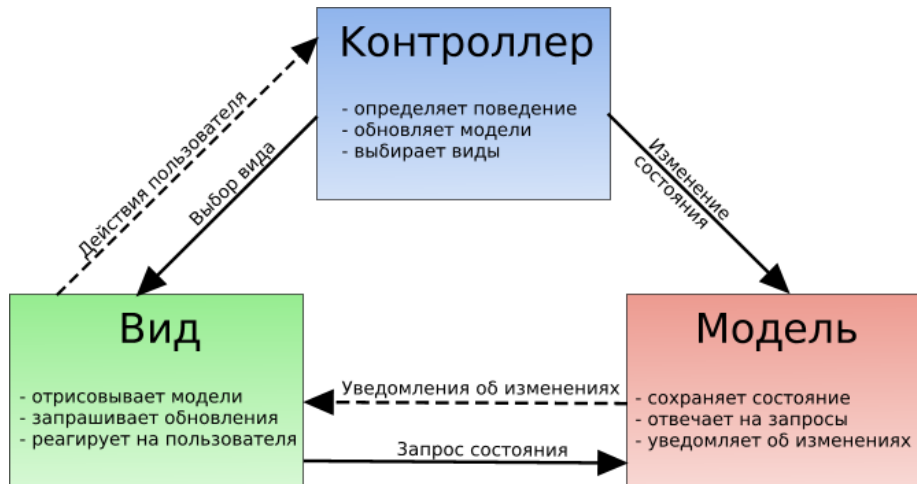 Контроллер
- определяет поведение
- обновляет модели
- выбирает виды
Действия пользователя
Выбор вида
Изменение
состояния
Вид
- отрисовывает модели
- запрашивает обновления
- реагирует на пользователя
Уведомления об изменениях
Запрос состояния
Модель
- сохраняет состояние
- отвечает на запросы
- уведомляет об изменениях